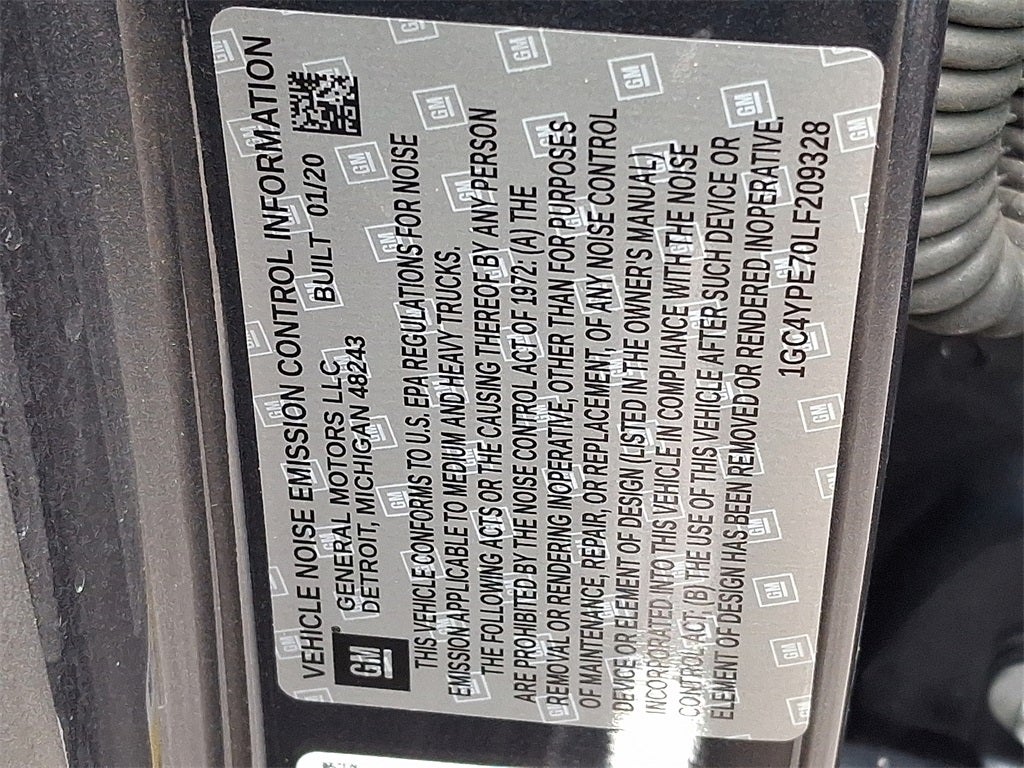 VEHICLE NOISE EMISSION CONTROL INFORMATION
GM
GENERAL MOTORS LLC
BUILT 01/20
DETROIT, MICHIGAN 48243
THIS VEHICLE CONFORMS TO U.S. EPA REGULATIONS FOR NOISE
EMISSION APPLICABLE TO MEDIUM AND HEAVY TRUCKS.
THE FOLLOWING ACTS OR THE CAUSING THEREOF BY ANY PERSON
ARE PROHIBITED BY THE NOISE CONTROL ACT OF 1972: (A) THE
REMOVAL OR RENDERING INOPERATIVE, OTHER THAN FOR PURPOSES
OF MAINTENANCE, REPAIR, OR REPLACEMENT, OF ANY NOISE CONTROL
DEVICE OR ELEMENT OF DESIGN (LISTED IN THE OWNER'S MANUAL)
INCORPORATED INTO THIS VEHICLE IN COMPLIANCE WITH THE NOISE
CONTROL ACT. (B) THE USE OF THIS VEHICLE AFTER SUCH DEVICE OR
ELEMENT OF DESIGN HAS BEEN REMOVED OR RENDERED INOPERATIVE.
1GC4YPE70LF209328